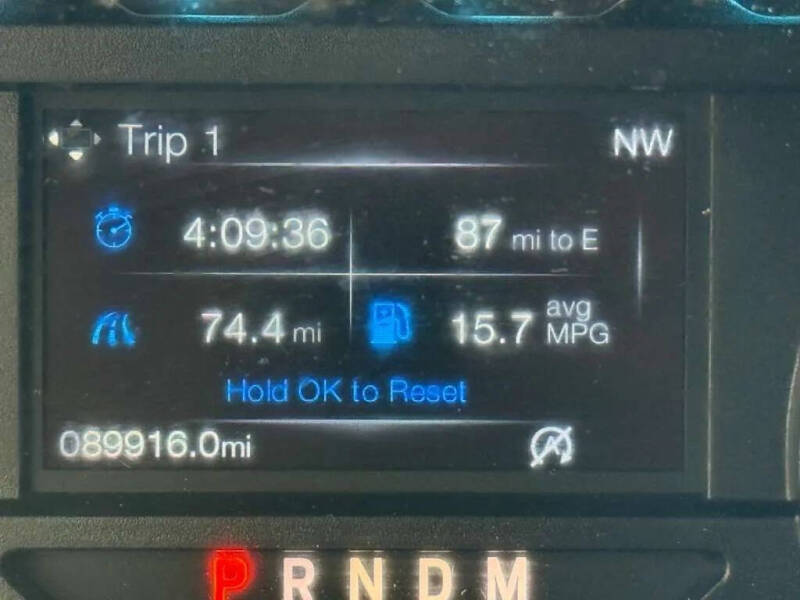 Trip 1 NW
4:09:36 87 mi to E
74.4 mi 15.7 avg MPG
Hold OK to Reset
089916.0mi
P R N D M